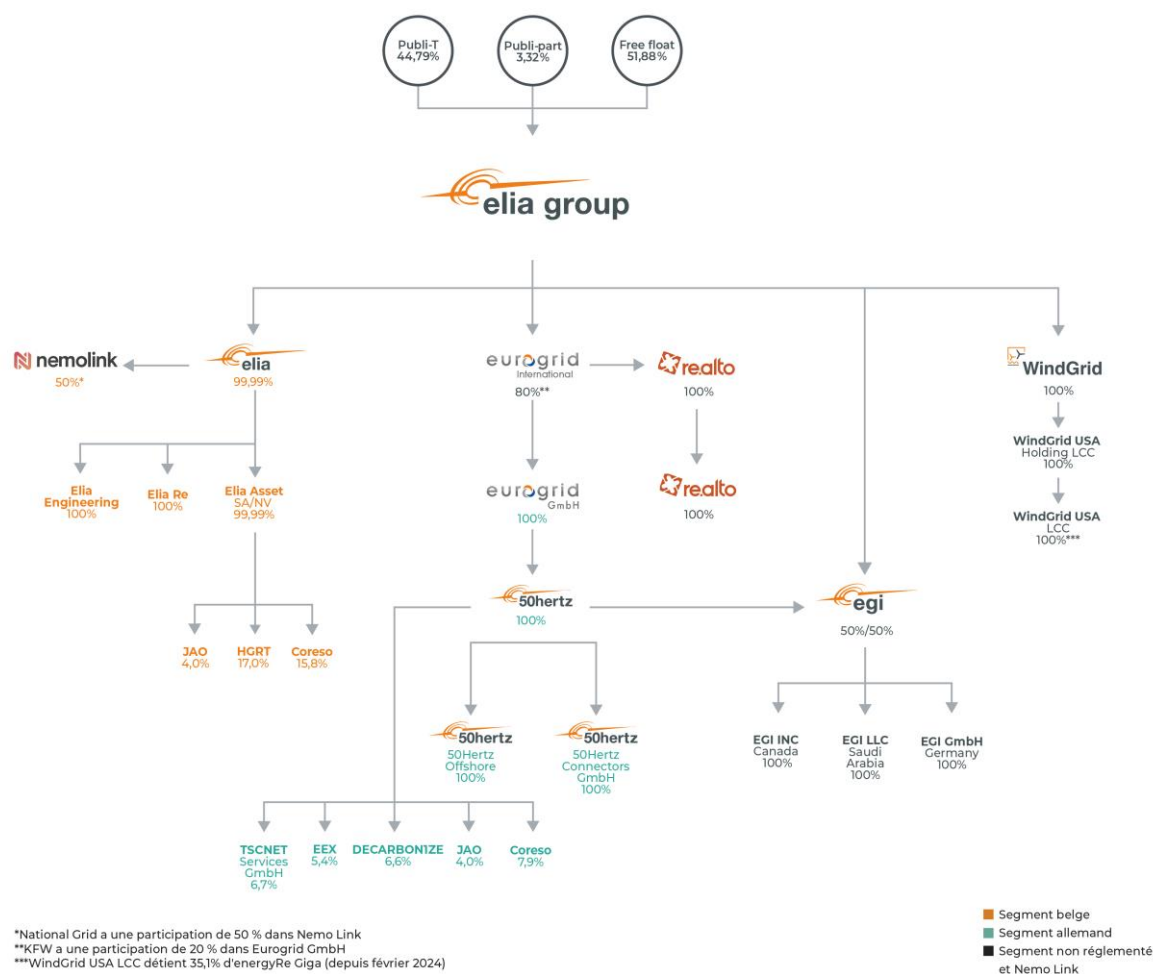 Publi-T
44,79%
Publi-part
3,32%
Free float
51,88%
elia group
nemolink
50%*
elia
99,99%
eurogrid
International
80%**
re.alto
100%
WindGrid
100%
WindGrid USA
Holding LCC
100%
WindGrid USA
LCC
100%***
Elia
Engineering
100%
Elia Re
100%
Elia Asset
SA/NV
99,99%
eurogrid
GmbH
100%
re.alto
100%
JAO
4,0%
HGRT
17,0%
Coreso
15,8%
50hertz
100%
egi
50%/50%
50hertz
50Hertz
Offshore
100%
50hertz
50Hertz
Connectors
GmbH
100%
EGI INC
Canada
100%
EGI LLC
Saudi
Arabia
100%
EGI GmbH
Germany
100%
TSCNET
Services
GmbH
6,7%
EEX
5,4%
DECARBON1ZE
6,6%
JAO
4,0%
Coreso
7,9%
*National Grid a une participation de 50 % dans Nemo Link
**KFW a une participation de 20 % dans Eurogrid GmbH
***WindGrid USA LCC détient 35,1% d'energyRe Giga (depuis février 2024)
Segment belge
Segment allemand
Segment non réglementé
et Nemo Link